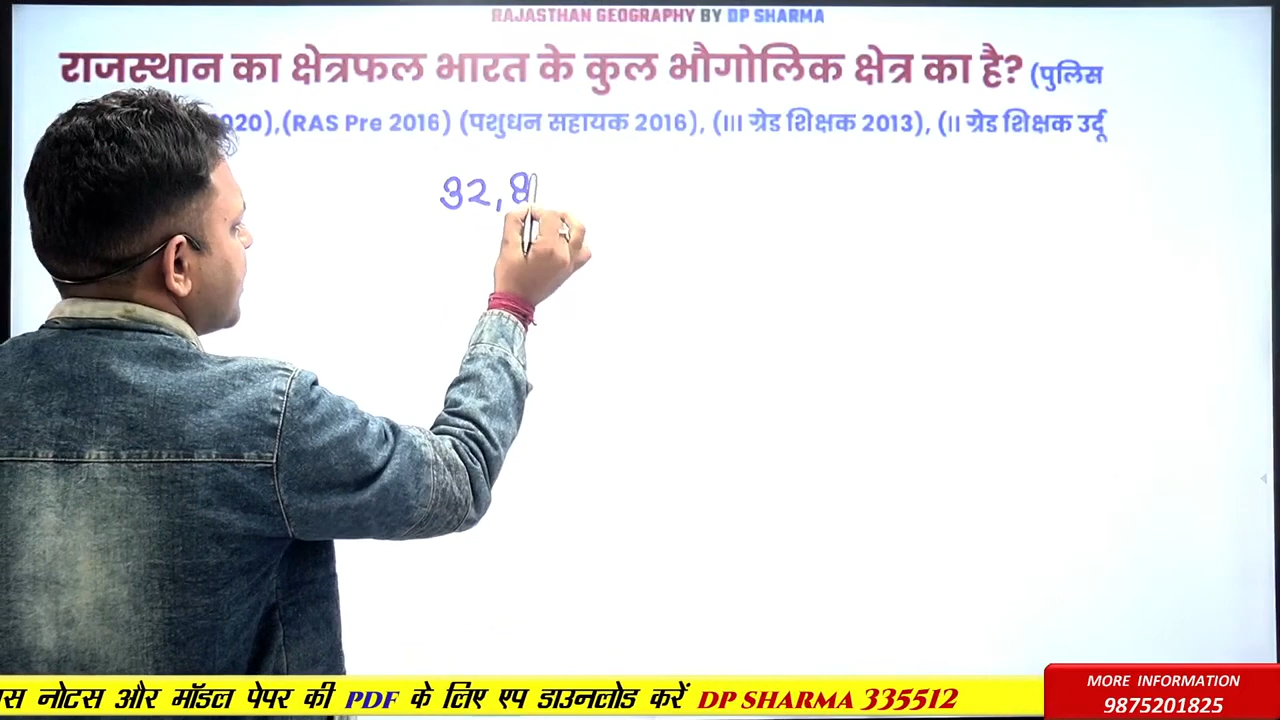 RAJASTHAN GEOGRAPHY BY DP SHARMA
राजस्थान का क्षेत्रफल भारत के कुल भौगोलिक क्षेत्र का है? (पुलिस
2020),(RAS Pre 2016) (पशुधन सहायक 2016), (III ग्रेड शिक्षक 2013), (II ग्रेड शिक्षक उर्दू
32,8
नोटस और मॉडल पेपर की PDF के लिए एप डाउनलोड करें DP SHARMA 335512
MORE INFORMATION
9875201825